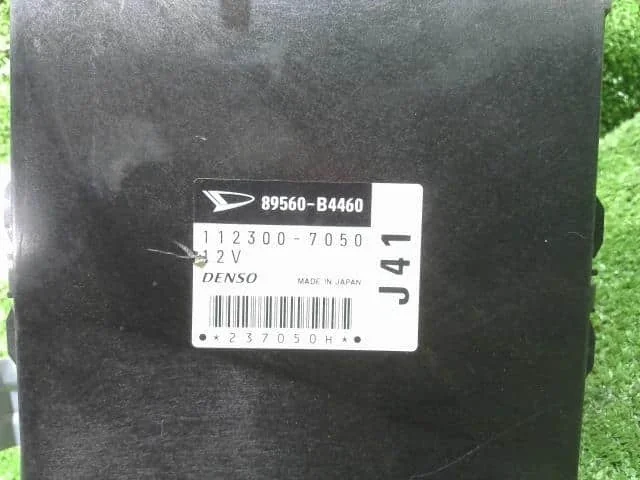 89560-B4460
112300-7050
12V
DENSO MADE IN JAPAN
*237050H*
J41